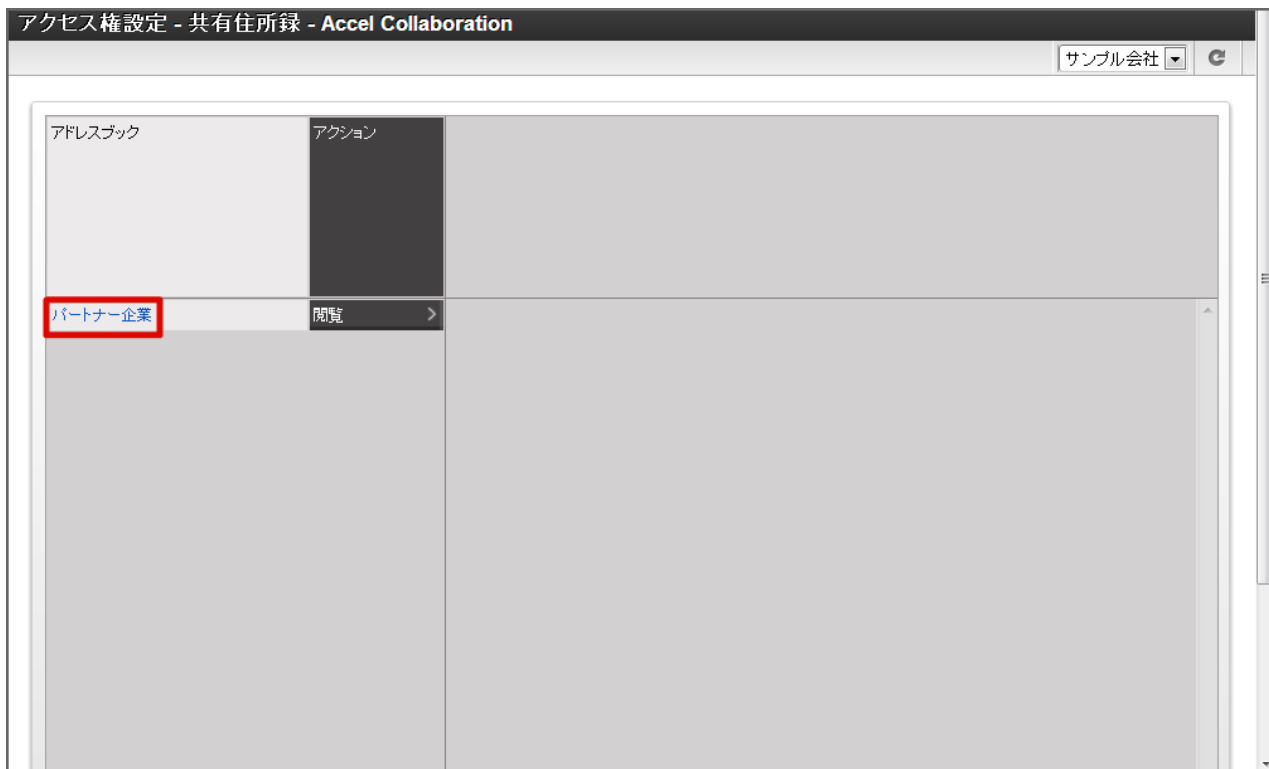 アクセス権設定 - 共有住所録 - Accel Collaboration
サンプル会社
アドレスブック
アクション
パートナー企業
閲覧